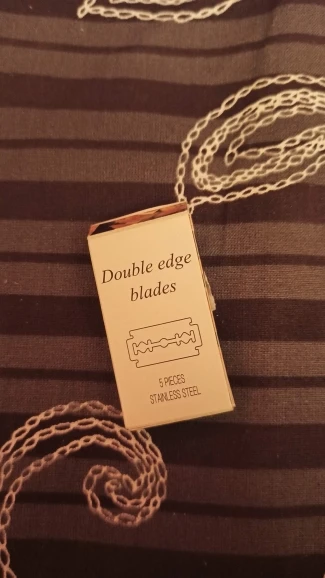 Double edge
blades
5 PIECES
STAINLESS STEEL